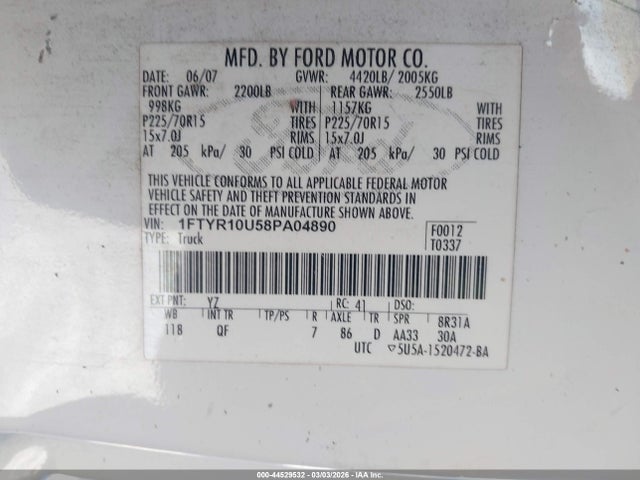 MFD. BY FORD MOTOR CO.
DATE: 06/07 GVWR: 4420LB/ 2005KG
FRONT GAWR: 2200LB REAR GAWR: 2550LB
998KG WITH 1157KG WITH
P225/70R15 TIRES P225/70R15 TIRES
15x7.0J RIMS 15x7.0J RIMS
AT 205 kPa/ 30 PSI COLD AT 205 kPa/ 30 PSI COLD
THIS VEHICLE CONFORMS TO ALL APPLICABLE FEDERAL MOTOR
VEHICLE SAFETY AND THEFT PREVENTION STANDARDS IN
EFFECT ON THE DATE OF MANUFACTURE SHOWN ABOVE.
VIN: 1FTYR10U58PA04890 F0012
TYPE: Truck T0337
EXT PNT: YZ RC: 41 DSO:
WB INT TR TP/PS R AXLE TR SPR 8R31A
118 QF 7 86 D AA33 30A
UTC ▽5U5A-1520472-BA
000-44529532 - 03/03/2026 - IAAI.com